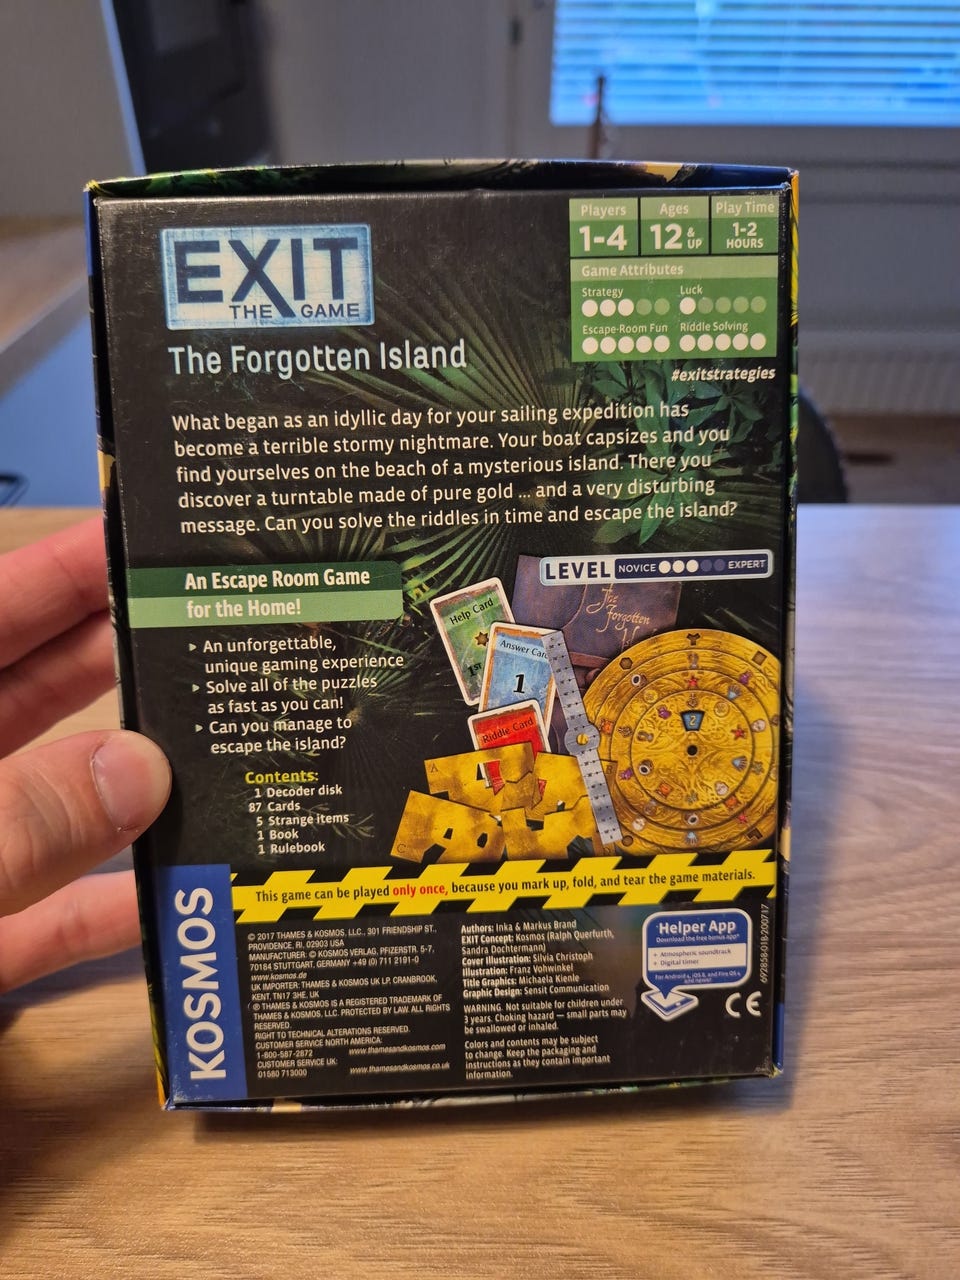 EXIT
THE GAME
The Forgotten Island
Players
1-4
Ages
12 & UP
Play Time
1-2
HOURS
Game Attributes
Strategy
Luck
Escape-Room Fun
Riddle Solving
#exitstrategies
What began as an idyllic day for your sailing expedition has
become a terrible stormy nightmare. Your boat capsizes and you
find yourselves on the beach of a mysterious island. There you
discover a turntable made of pure gold ... and a very disturbing
message. Can you solve the riddles in time and escape the island?
LEVEL NOVICE EXPERT
An Escape Room Game
for the Home!
An unforgettable,
unique gaming experience
Solve all of the puzzles
as fast as you can!
Can you manage to
escape the island?
Contents:
1 Decoder disk
87 Cards
5 Strange items
1 Book
1 Rulebook
Help Card
1ST
Answer Card
1
Riddle Card
The
Forgotten
2
A
C
This game can be played only once, because you mark up, fold, and tear the game materials.
KOSMOS
© 2017 THAMES & KOSMOS, LLC., 301 FRIENDSHIP ST.,
PROVIDENCE, RI, 02903 USA
MANUFACTURER: © KOSMOS VERLAG, PFIZERSTR. 5-7,
70184 STUTTGART, GERMANY +49 (0) 711 2191-0
www.kosmos.de
UK IMPORTER: THAMES & KOSMOS UK LP. CRANBROOK,
KENT, TN17 3HE. UK
® THAMES & KOSMOS IS A REGISTERED TRADEMARK OF
THAMES & KOSMOS, LLC. PROTECTED BY LAW. ALL RIGHTS
RESERVED.
RIGHT TO TECHNICAL ALTERATIONS RESERVED.
CUSTOMER SERVICE NORTH AMERICA:
1-800-587-2872 www.thamesandkosmos.com
CUSTOMER SERVICE UK:
01580 713000 www.thamesandkosmos.co.uk
Authors: Inka & Markus Brand
EXIT Concept: Kosmos (Ralph Querfurth,
Sandra Dochtermann)
Cover Illustration: Silvia Christoph
Illustration: Franz Vohwinkel
Title Graphics: Michaela Kienle
Graphic Design: Sensit Communication
WARNING. Not suitable for children under
3 years. Choking hazard — small parts may
be swallowed or inhaled.
Colors and contents may be subject
to change. Keep the packaging and
instructions as they contain important
information.
Helper App
Download the free bonus app*
+ Atmospheric soundtrack
+ Digital timer
CE
692858-018-200717